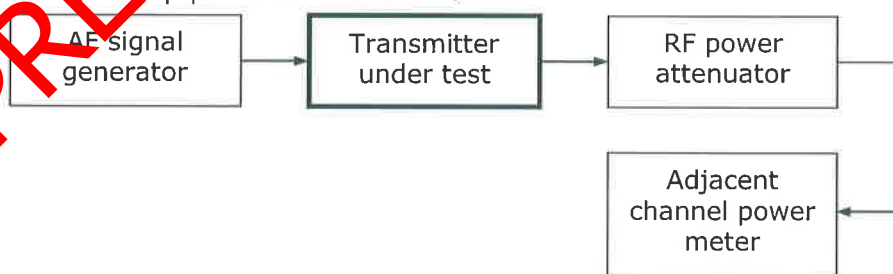 AF signal
generator
Transmitter
under test
RF power
attenuator
Adjacent
channel power
meter